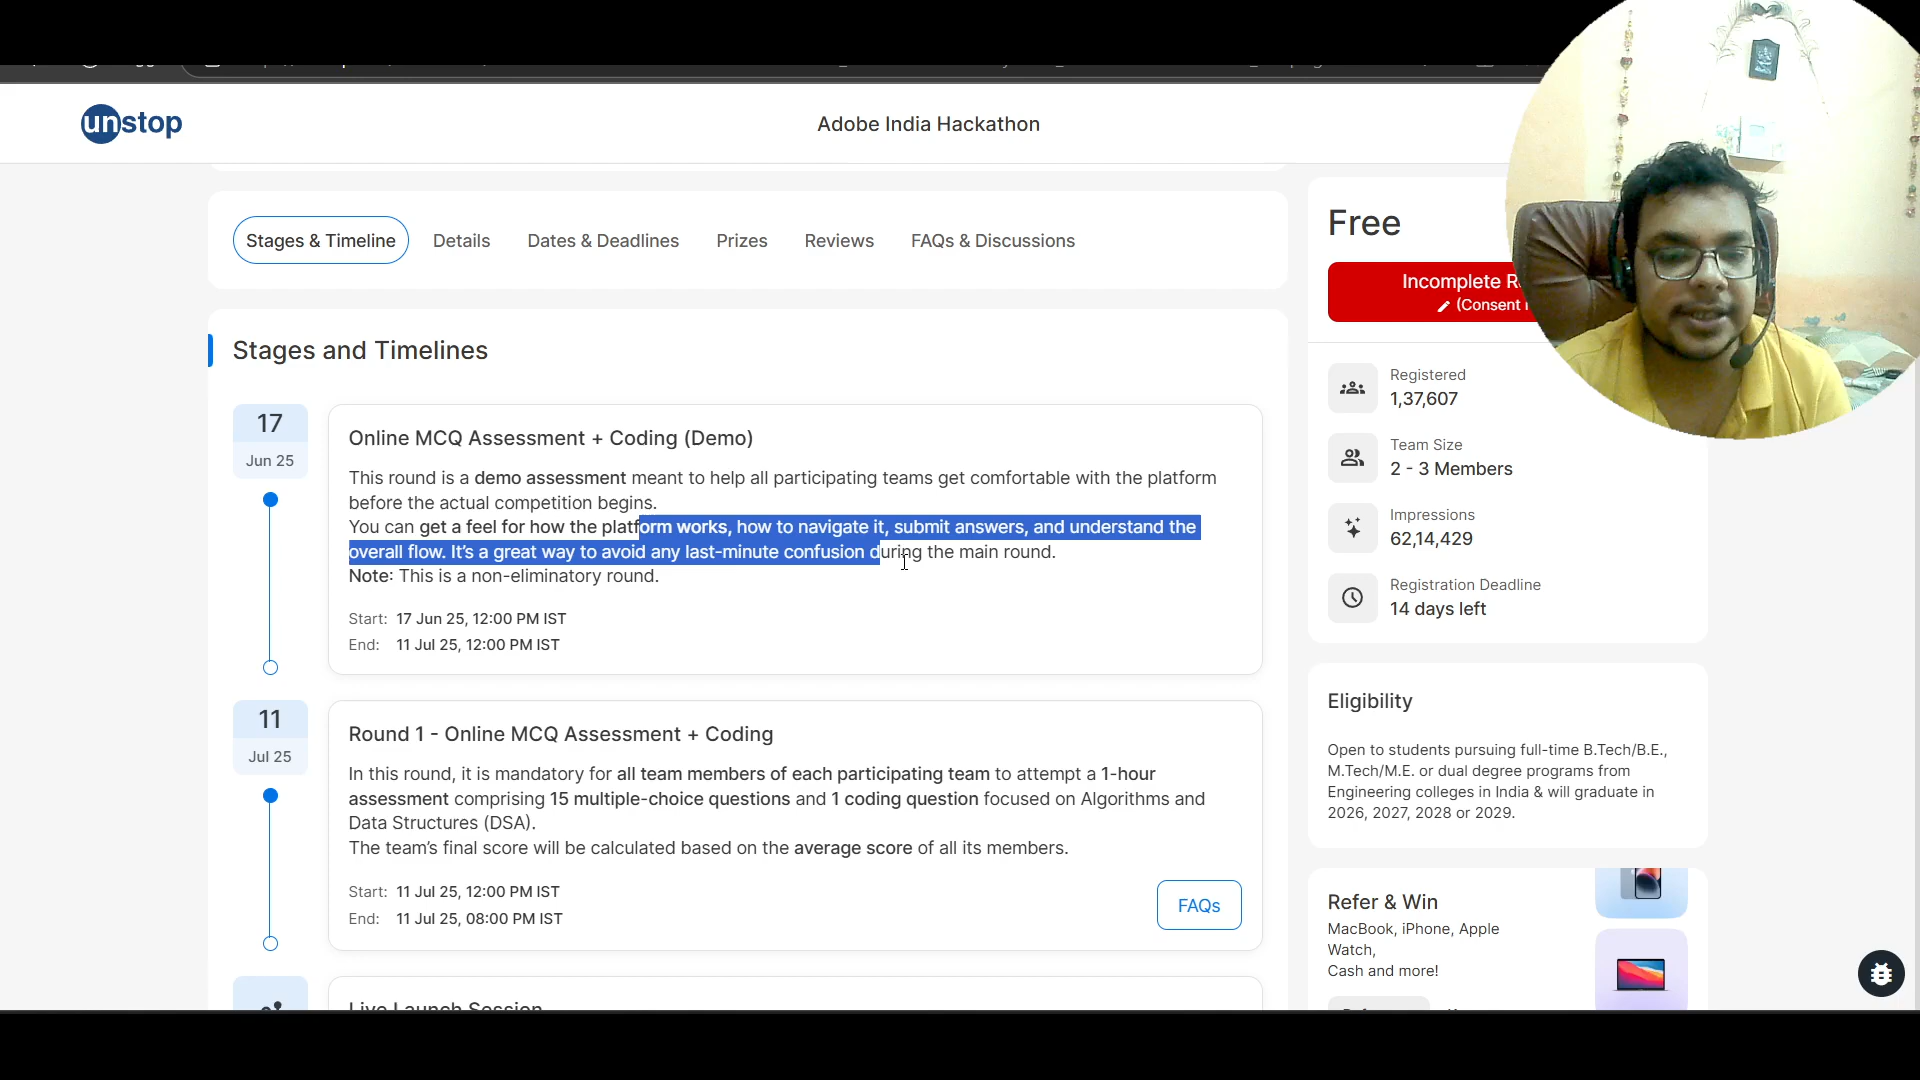 unstop
Adobe India Hackathon
Stages & Timeline
Details
Dates & Deadlines
Prizes
Reviews
FAQs & Discussions
Stages and Timelines
17
Jun 25
Online MCQ Assessment + Coding (Demo)
This round is a demo assessment meant to help all participating teams get comfortable with the platform
before the actual competition begins.
You can get a feel for how the platform works, how to navigate it, submit answers, and understand the
overall flow. It's a great way to avoid any last-minute confusion during the main round.
Note: This is a non-eliminatory round.
Start: 17 Jun 25, 12:00 PM IST
End: 11 Jul 25, 12:00 PM IST
11
Jul 25
Round 1 - Online MCQ Assessment + Coding
In this round, it is mandatory for all team members of each participating team to attempt a 1-hour
assessment comprising 15 multiple-choice questions and 1 coding question focused on Algorithms and
Data Structures (DSA).
The team's final score will be calculated based on the average score of all its members.
Start: 11 Jul 25, 12:00 PM IST
End: 11 Jul 25, 08:00 PM IST
FAQs
Live Launch Session
Free
Incomplete
(Consent
Registered
1,37,607
Team Size
2 - 3 Members
Impressions
62,14,429
Registration Deadline
14 days left
Eligibility
Open to students pursuing full-time B.Tech/B.E.,
M.Tech/M.E. or dual degree programs from
Engineering colleges in India & will graduate in
2026, 2027, 2028 or 2029.
Refer & Win
MacBook, iPhone, Apple
Watch,
Cash and more!